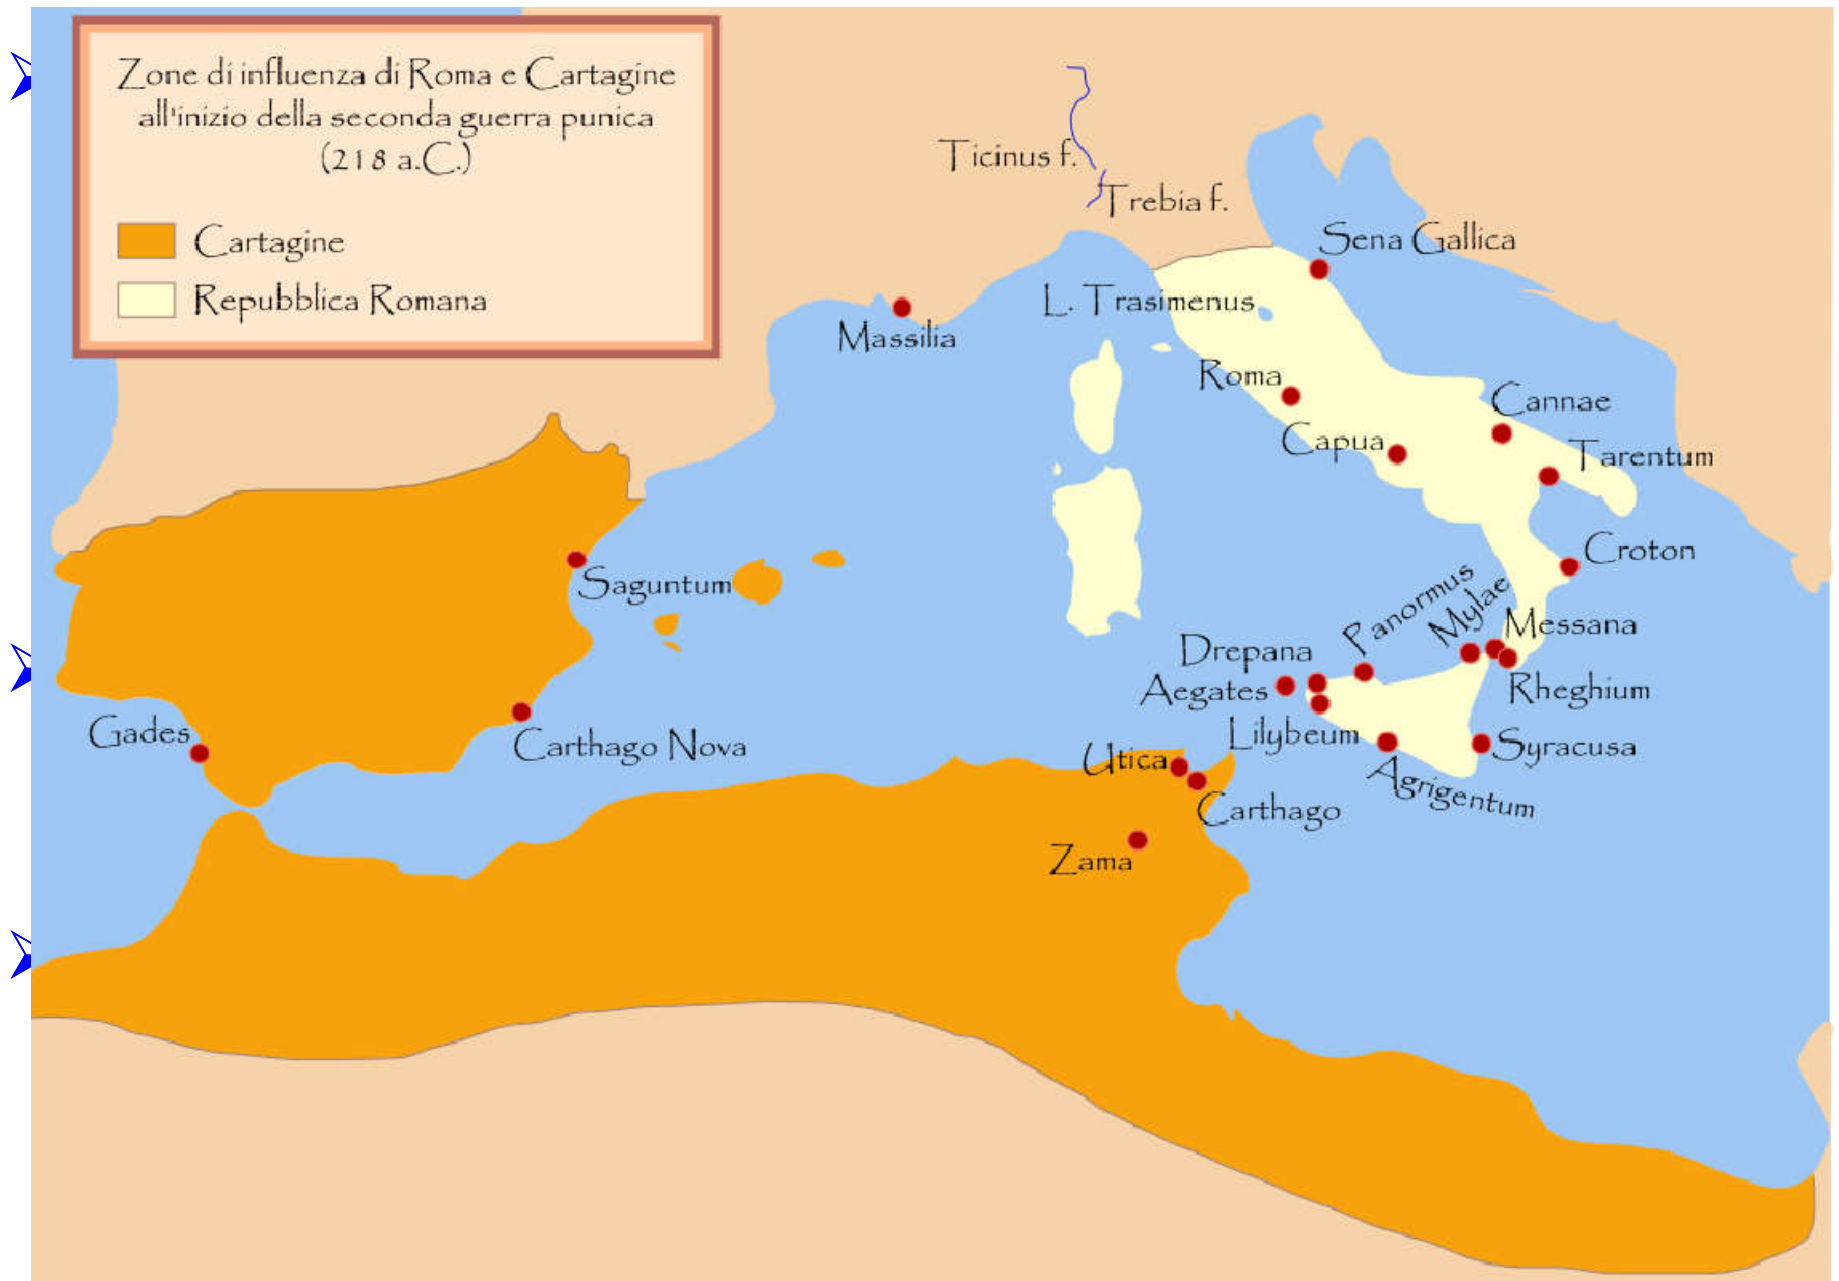 Zone di influenza di Roma e Cartagine
all'inizio della seconda guerra punica
(218 a.C.)
Cartagine
Repubblica Romana
Ticinus f.
Trebia f.
Sena Gallica
L. Trasimenus
Massilia
Roma
Cannae
Capua
Tarentum
Croton
Saguntum
Panormus
Mylae
Messana
Drepana
Aegates
Rheghium
Gades
Carthago Nova
Lilybeum
Syracusa
Utica
Agrigentum
Carthago
Zama